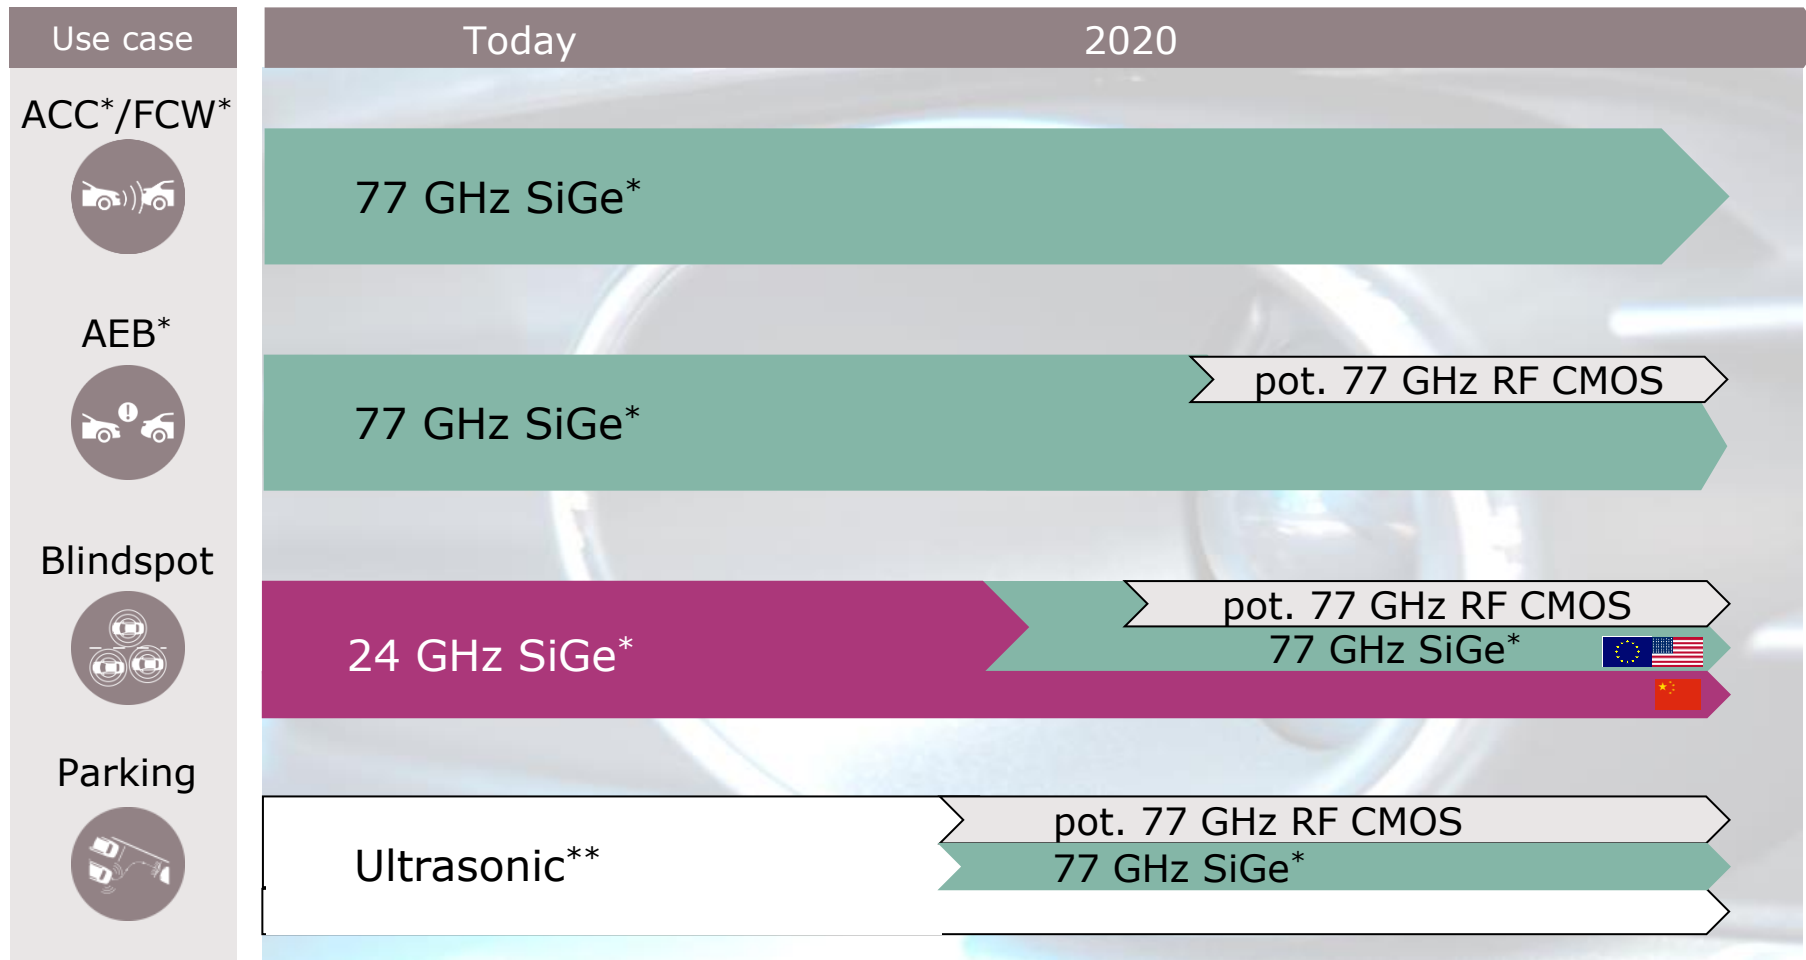 Use case
Today
2020
ACC*/FCW*
77 GHz SiGe*
AEB*
pot. 77 GHz RF CMOS
77 GHz SiGe*
Blindspot
pot. 77 GHz RF CMOS
77 GHz SiGe*
24 GHz SiGe*
Parking
pot. 77 GHz RF CMOS
Ultrasonic**
77 GHz SiGe*